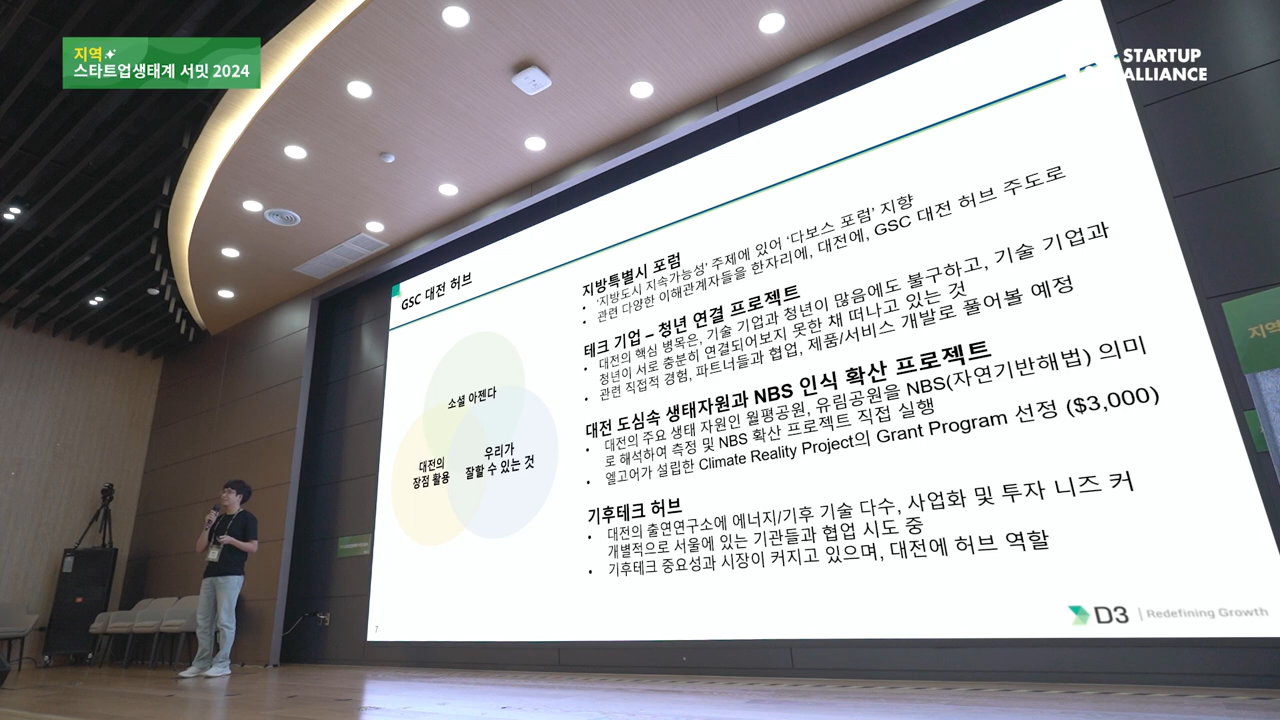 지역
스타트업생태계 서밋 2024
STARTUP
ALLIANCE
GSC 대전 허브
소셜 아젠다
대전의
장점 활용
우리가
잘할 수 있는 것
지방특별시 포럼
• '지방도시 지속가능성' 주제에 있어 '다보스 포럼' 지향
• 관련 다양한 이해관계자들을 한자리에, 대전에, GSC 대전 허브 주도로
테크 기업 – 청년 연결 프로젝트
• 대전의 핵심 병목은, 기술 기업과 청년이 많음에도 불구하고, 기술 기업과
청년이 서로 충분히 연결되어보지 못한 채 떠나고 있는 것
• 관련 직접적 경험, 파트너들과 협업, 제품/서비스 개발로 풀어볼 예정
대전 도심속 생태자원과 NBS 인식 확산 프로젝트
• 대전의 주요 생태 자원인 월평공원, 유림공원을 NBS(자연기반해법) 의미
로 해석하여 측정 및 NBS 확산 프로젝트 직접 실행
• 엘고어가 설립한 Climate Reality Project의 Grant Program 선정 ($3,000)
기후테크 허브
• 대전의 출연연구소에 에너지/기후 기술 다수, 사업화 및 투자 니즈 커
개별적으로 서울에 있는 기관들과 협업 시도 중
• 기후테크 중요성과 시장이 커지고 있으며, 대전에 허브 역할
7
D3 | Redefining Growth
지역